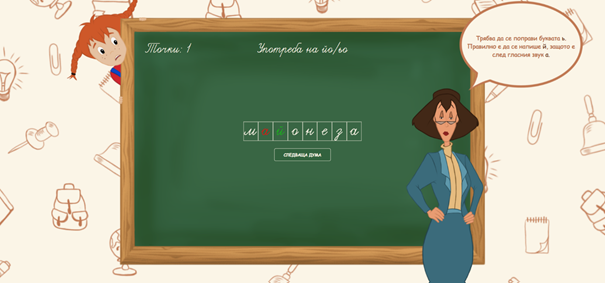 Точки: 1
Употреба на йо/ьо
Трябва да се поправи буквата ь.
Правилно е да се напише й, защото е
след гласния звук а.
майонеза
СЛЕДВАЩА ДУМА